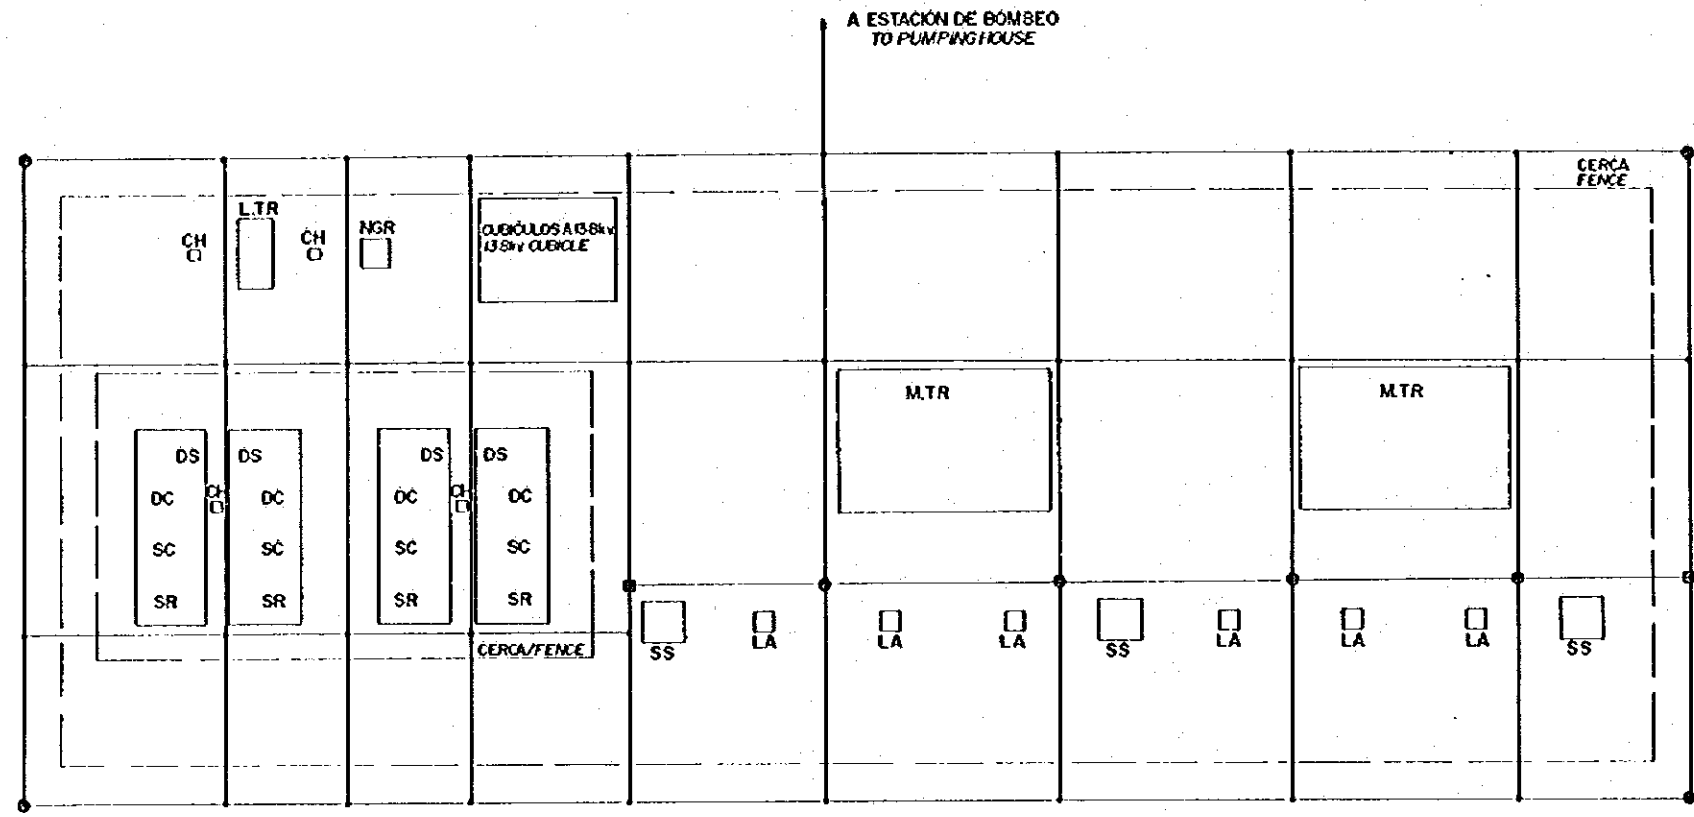 A ESTACIÓN DE BOMBEO
TO PUMPING HOUSE
CERCA
FENCE
L.TR
CH
CH
NGR
CUBÍCULOS A 13.8kv
13.8kv CUBICLE
M.TR
M.TR
DS
DS
DS
DS
DC
CH
DC
DC
CH
DC
SC
SC
SC
SC
SR
SR
SR
SR
CERCA/FENCE
SS
LA
LA
LA
SS
LA
LA
LA
SS